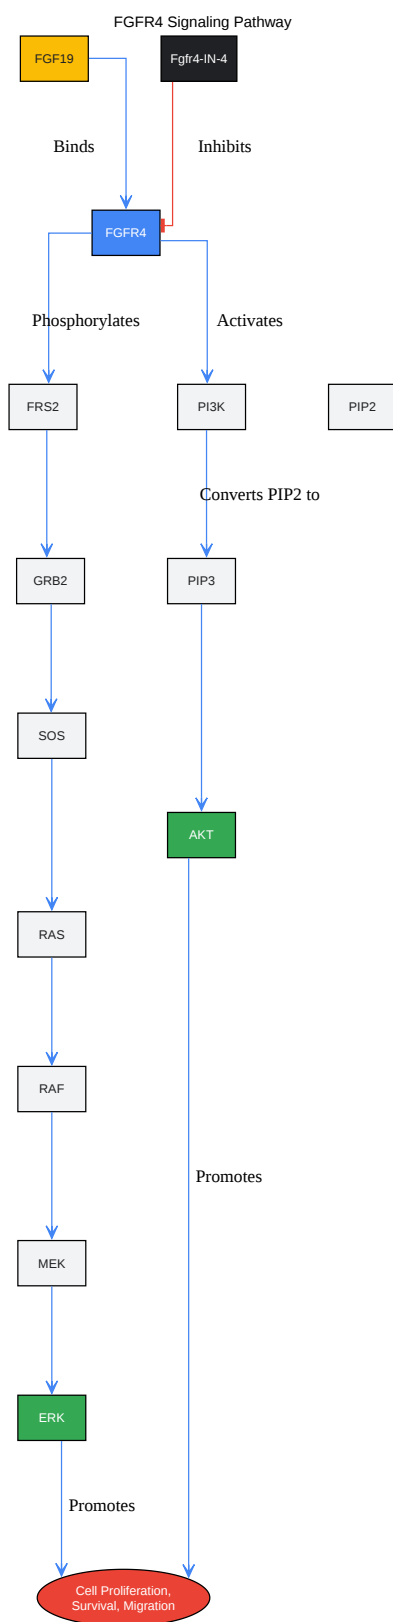 FGFR4 Signaling Pathway
FGF19
Fgfr4-IN-4
Binds
Inhibits
FGFR4
Phosphorylates
Activates
FRS2
PI3K
PIP2
Converts PIP2 to
GRB2
PIP3
SOS
AKT
RAS
RAF
Promotes
MEK
ERK
Promotes
Cell Proliferation,
Survival, Migration